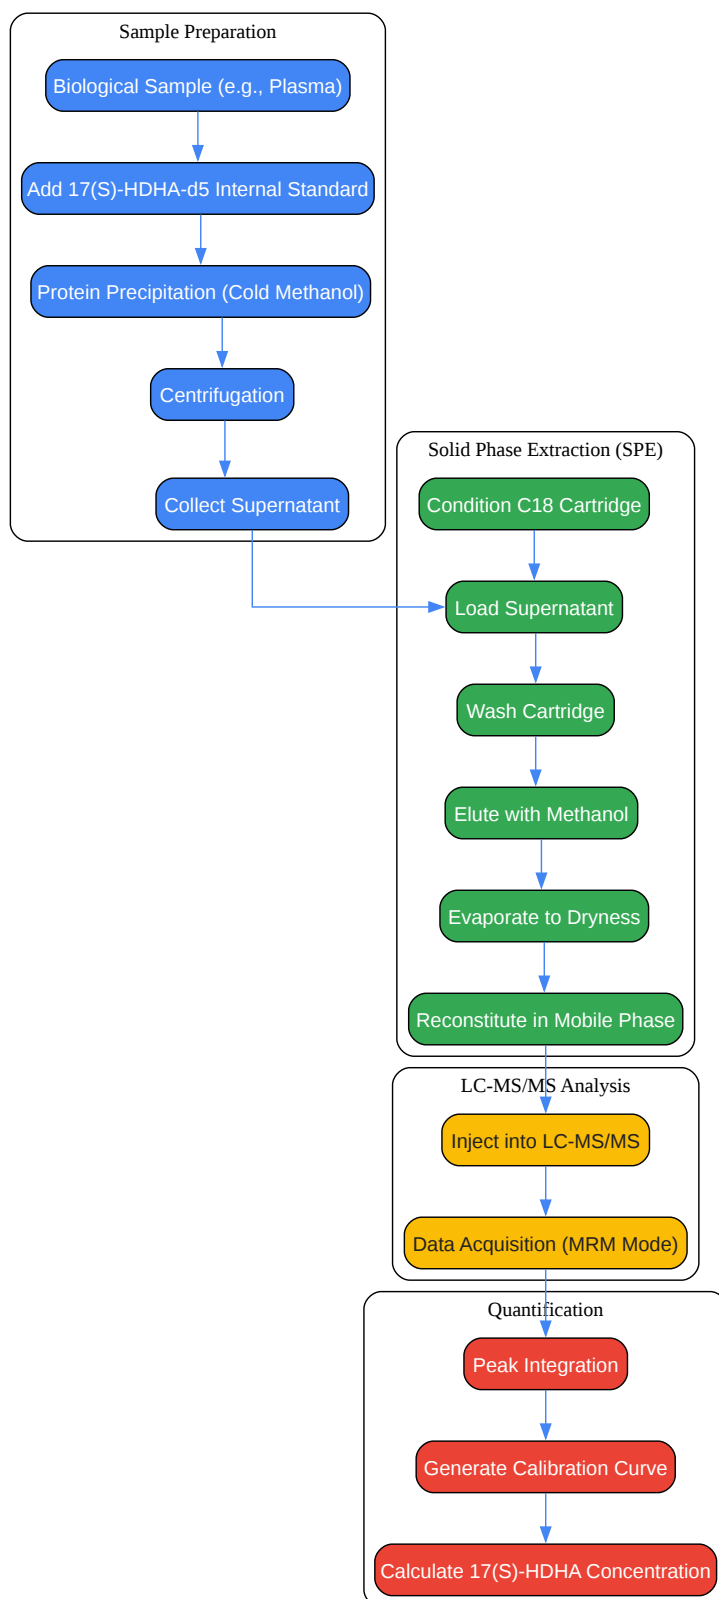 Sample Preparation
Biological Sample (e.g., Plasma)
Add 17(S)-HDHA-d5 Internal Standard
Protein Precipitation (Cold Methanol)
Centrifugation
Collect Supernatant
Solid Phase Extraction (SPE)
Condition C18 Cartridge
Load Supernatant
Wash Cartridge
Elute with Methanol
Evaporate to Dryness
Reconstitute in Mobile Phase
LC-MS/MS Analysis
Inject into LC-MS/MS
Data Acquisition (MRM Mode)
Quantification
Peak Integration
Generate Calibration Curve
Calculate 17(S)-HDHA Concentration